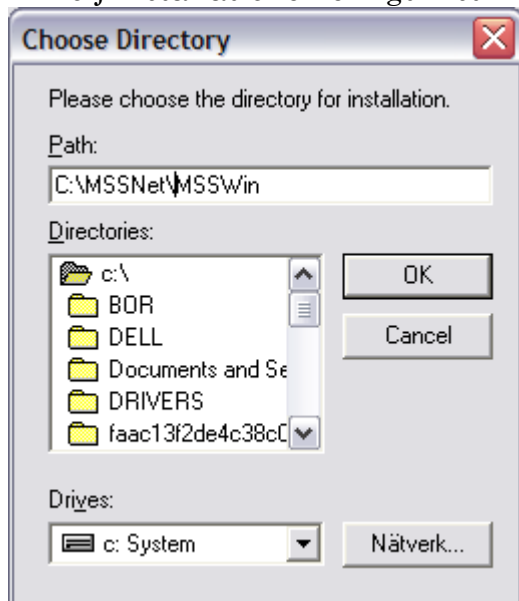 Choose Directory
Please choose the directory for installation.
Path:
C:\MSSNet\MSSWin
Directories:
c:\
BOR
DELL
Documents and Se
DRIVERS
faac13f2de4c38c
OK
Cancel
Drives:
c: System
Nätverk...